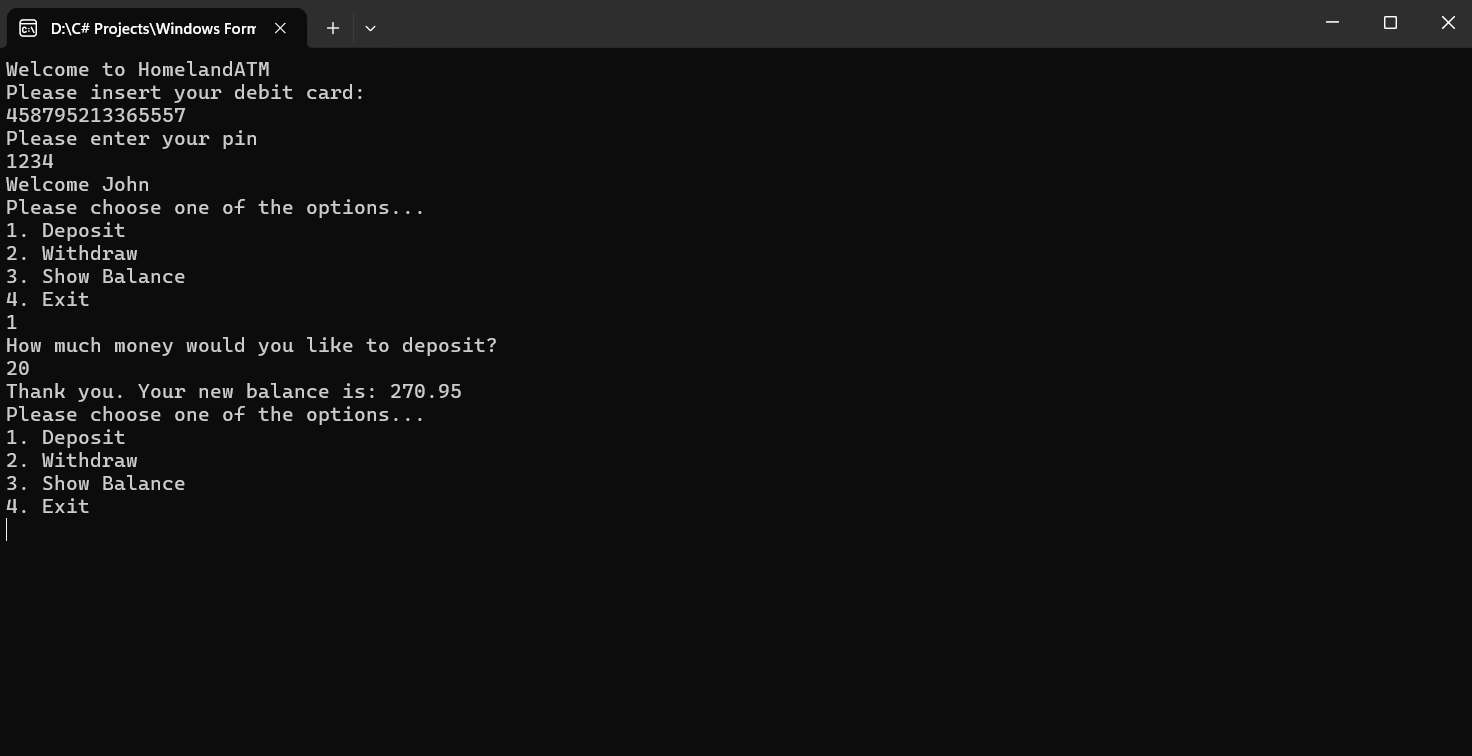 D:\C# Projects\Windows Form
Welcome to HomelandATM
Please insert your debit card:
458795213365557
Please enter your pin
1234
Welcome John
Please choose one of the options...
1. Deposit
2. Withdraw
3. Show Balance
4. Exit
1
How much money would you like to deposit?
20
Thank you. Your new balance is: 270.95
Please choose one of the options...
1. Deposit
2. Withdraw
3. Show Balance
4. Exit